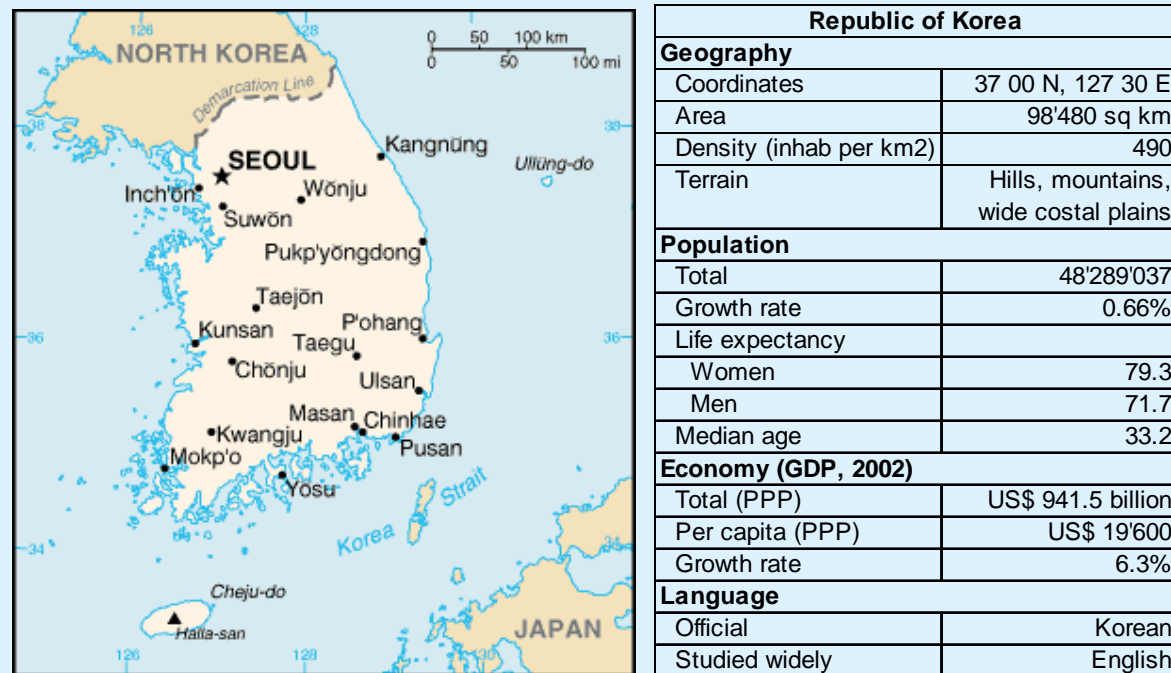 126
128
NORTH KOREA
0 50 100 km
0 50 100 mi
Demarcation Line
38
38
Kangnŭng
SEOUL
Ullŭng-do
Inch'ŏn
Wŏnju
Suwŏn
Pukp'yŏngdong
Taejŏn
36
Kunsan
P'ohang
36
Taegu
Chŏnju
Ulsan
Masan
Chinhae
Kwangju
Pusan
Mokp'o
Yŏsu
Korea Strait
34
34
Cheju-do
Halla-san
JAPAN
126
128
130
Republic of Korea
Geography
Coordinates 37 00 N, 127 30 E
Area 98'480 sq km
Density (inhab per km2) 490
Terrain Hills, mountains,
wide costal plains
Population
Total 48'289'037
Growth rate 0.66%
Life expectancy
Women 79.3
Men 71.7
Median age 33.2
Economy (GDP, 2002)
Total (PPP) US$ 941.5 billion
Per capita (PPP) US$ 19'600
Growth rate 6.3%
Language
Official Korean
Studied widely English